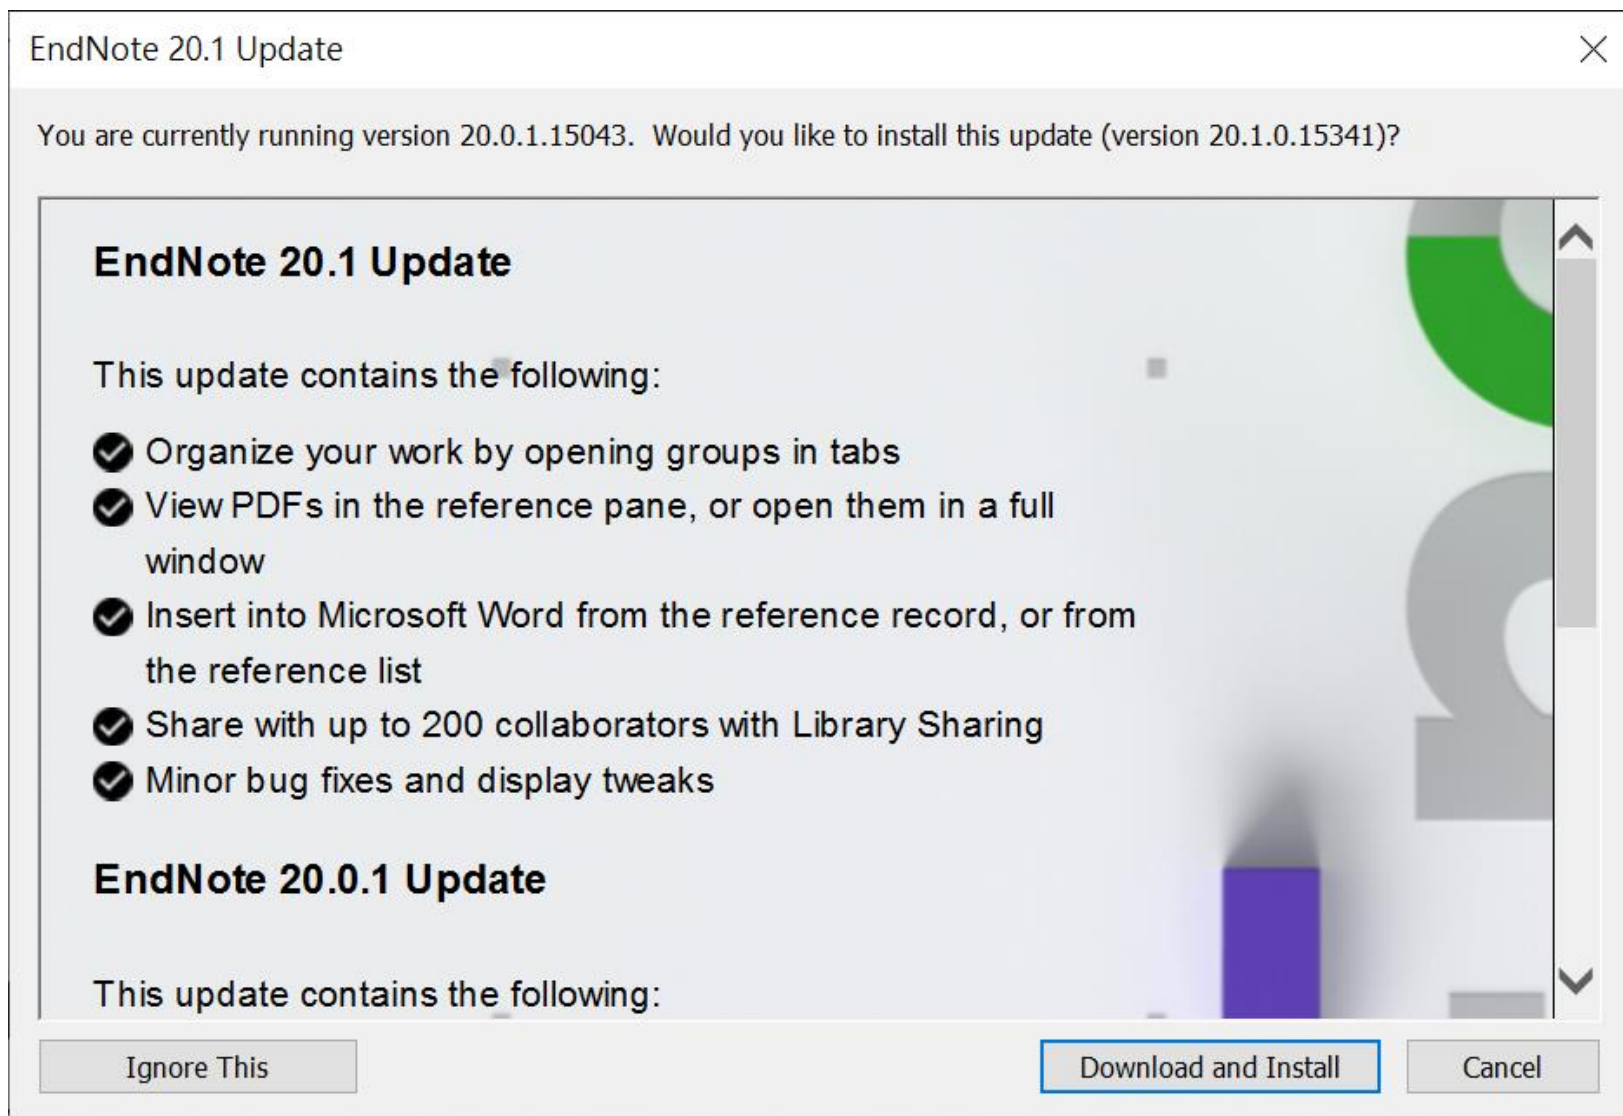 EndNote 20.1 Update
You are currently running version 20.0.1.15043.  Would you like to install this update (version 20.1.0.15341)?
EndNote 20.1 Update
This update contains the following:
Organize your work by opening groups in tabs
View PDFs in the reference pane, or open them in a full
window
Insert into Microsoft Word from the reference record, or from
the reference list
Share with up to 200 collaborators with Library Sharing
Minor bug fixes and display tweaks
EndNote 20.0.1 Update
This update contains the following:
Ignore This
Download and Install
Cancel